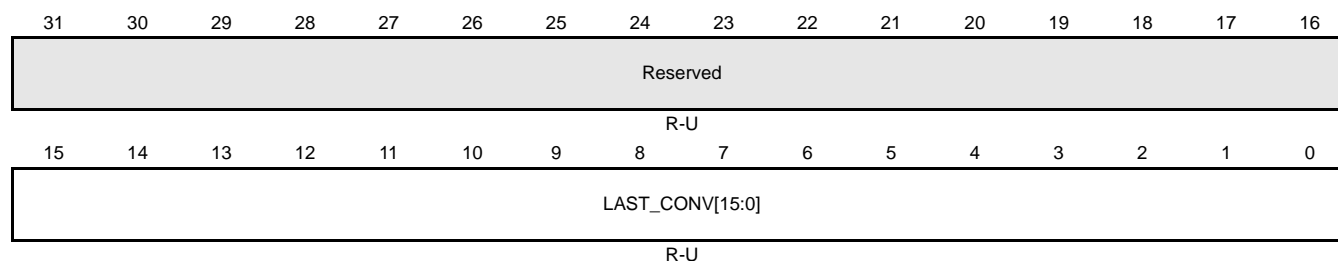 31 30 29 28 27 26 25 24 23 22 21 20 19 18 17 16
Reserved
R-U
15 14 13 12 11 10 9 8 7 6 5 4 3 2 1 0
LAST_CONV[15:0]
R-U